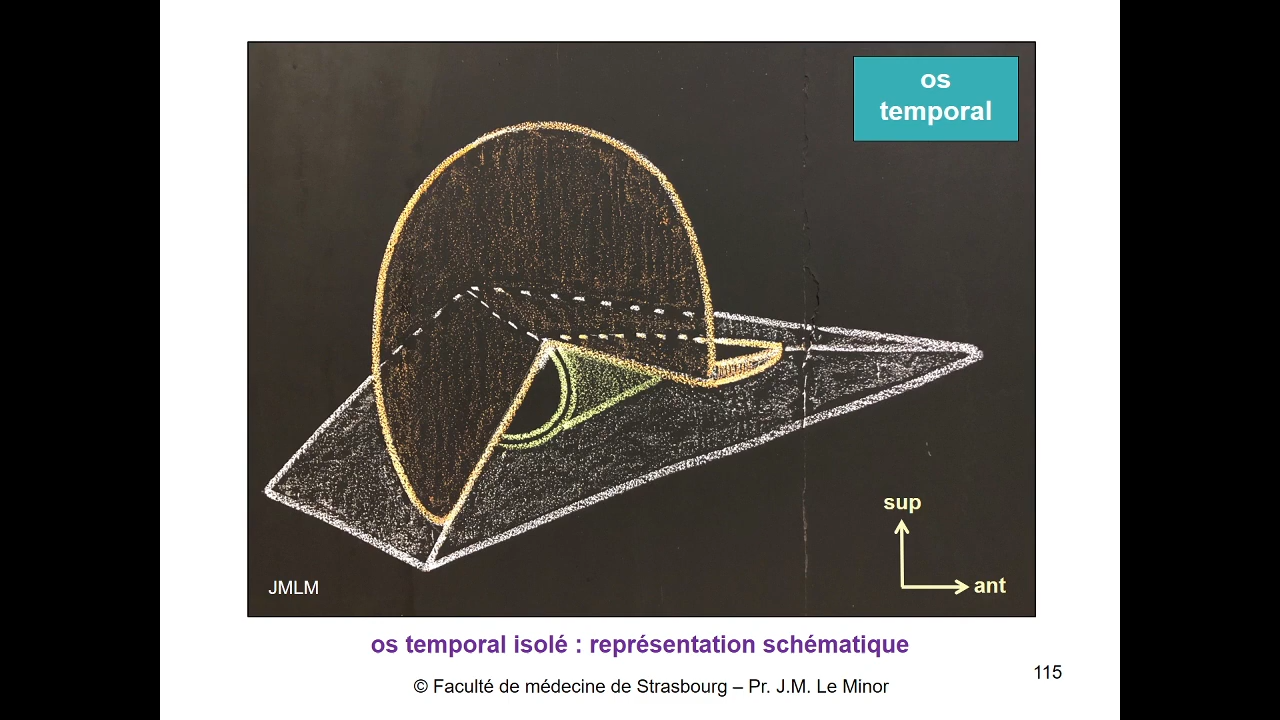 os
temporal
sup
ant
JMLM
os temporal isolé : représentation schématique
115
© Faculté de médecine de Strasbourg – Pr. J.M. Le Minor